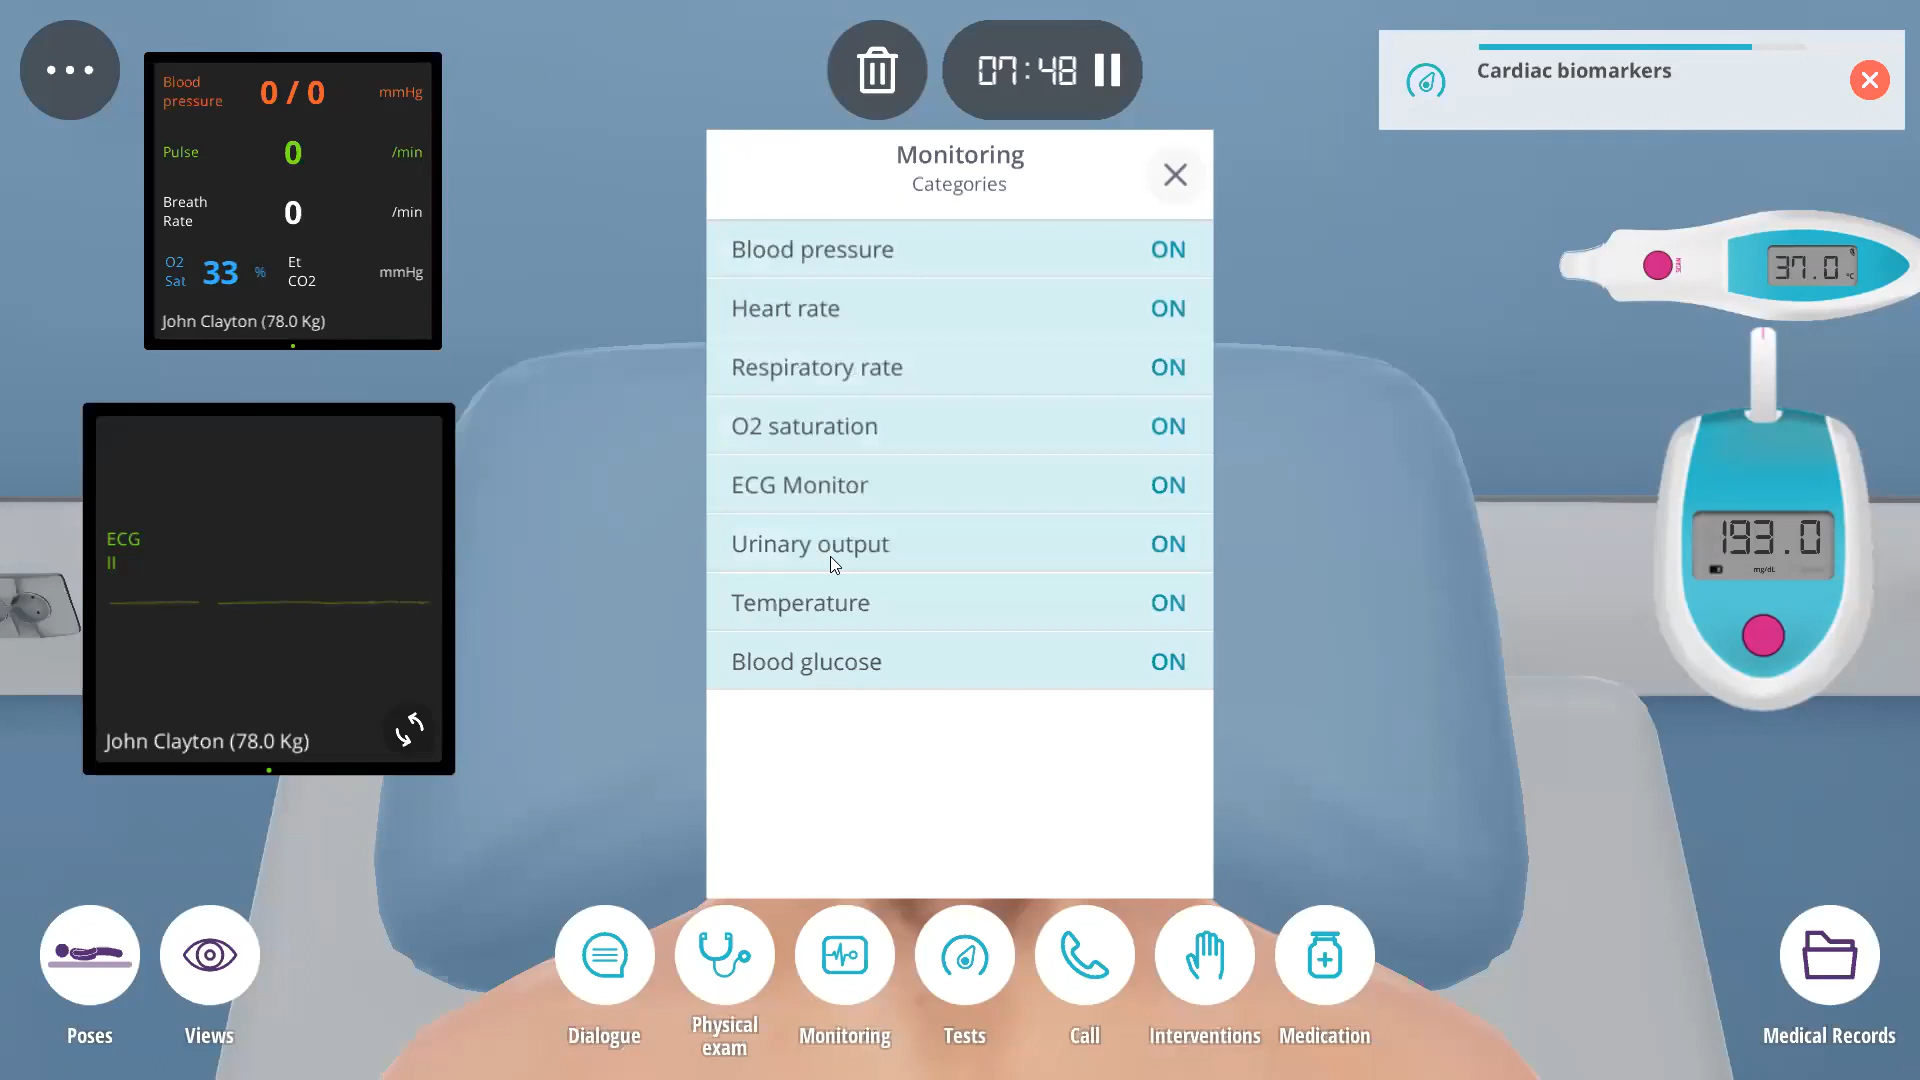 Blood
pressure
0 / 0
mmHg
Pulse
0
/min
Breath
Rate
0
/min
O2
Sat
33
%
Et
CO2
mmHg
John Clayton (78.0 Kg)
ECG
II
John Clayton (78.0 Kg)
07:48
Monitoring
Categories
Blood pressure ON
Heart rate ON
Respiratory rate ON
O2 saturation ON
ECG Monitor ON
Urinary output ON
Temperature ON
Blood glucose ON
Cardiac biomarkers
SCAN
37.0
°C
193.0
mg/dL
Poses
Views
Dialogue
Physical
exam
Monitoring
Tests
Call
Interventions
Medication
Medical Records